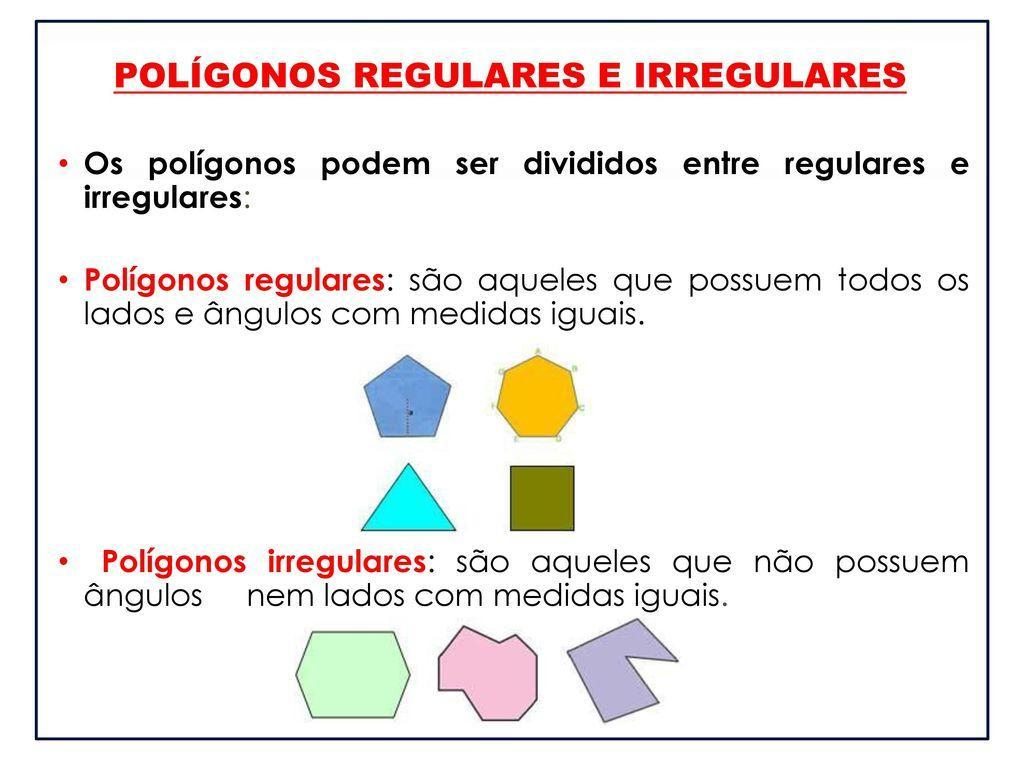 POLÍGONOS REGULARES E IRREGULARES
• Os polígonos podem ser divididos entre regulares e
irregulares:
• Polígonos regulares: são aqueles que possuem todos os
lados e ângulos com medidas iguais.
A
G B
F C
E D
a
• Polígonos irregulares: são aqueles que não possuem
ângulos nem lados com medidas iguais.